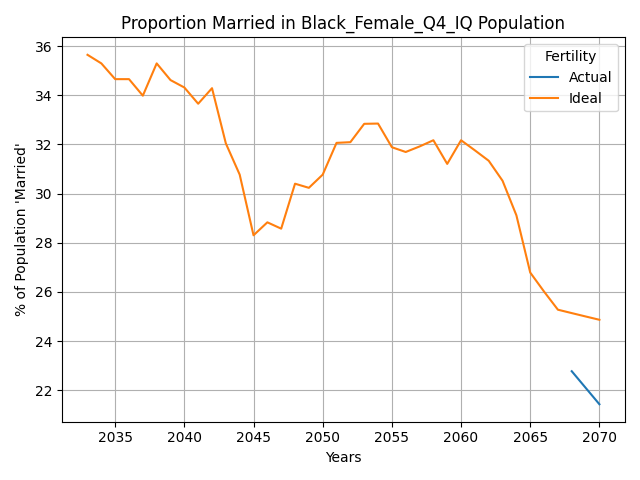 Proportion Married in Black_Female_Q4_IQ Population
Fertility
Actual
Ideal
% of Population 'Married'
36
34
32
30
28
26
24
22
2035 2040 2045 2050 2055 2060 2065 2070
Years